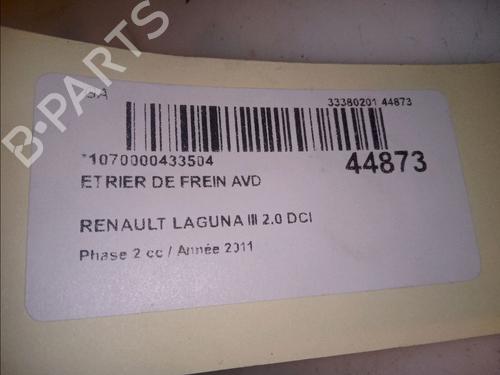 33380201 44873
*1070000433504
44873
ETRIER DE FREIN AVD
RENAULT LAGUNA III 2.0 DCI
Phase 2 cc / Année 2011
B-PARTS